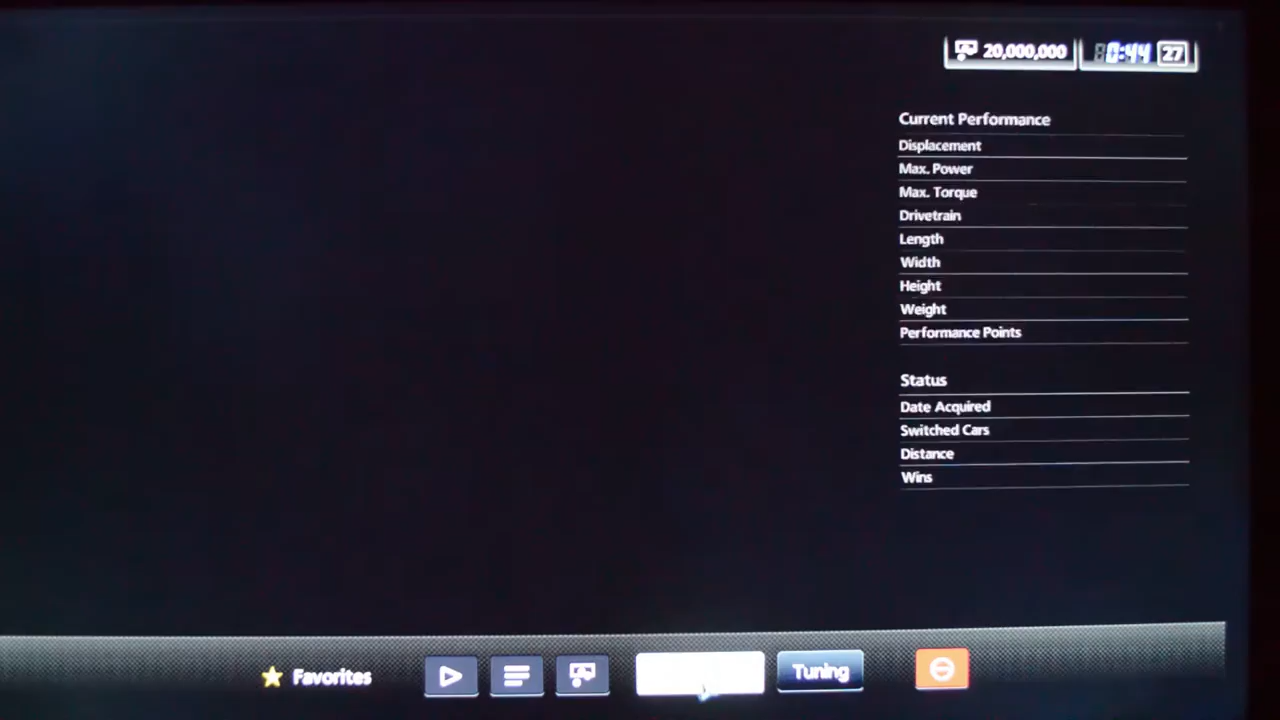 20,000,000
0:44 27
Current Performance
Displacement
Max. Power
Max. Torque
Drivetrain
Length
Width
Height
Weight
Performance Points
Status
Date Acquired
Switched Cars
Distance
Wins
Favorites
Tuning